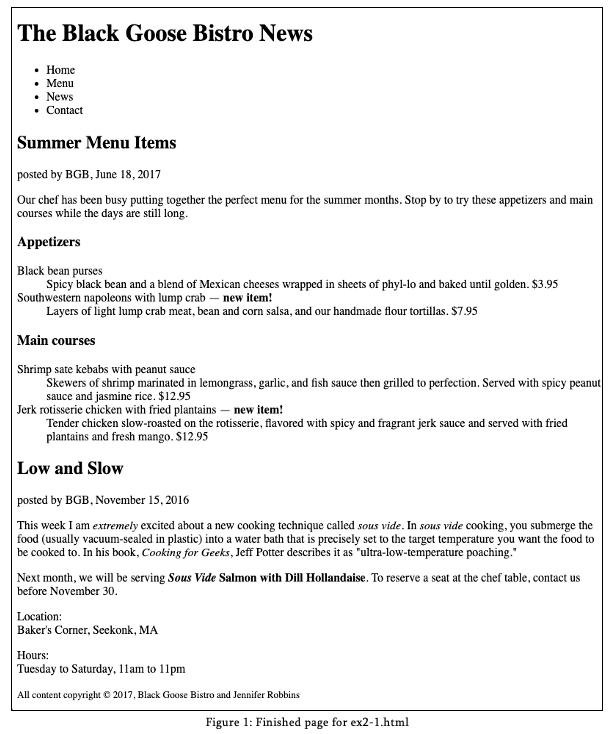 The Black Goose Bistro News
• Home
• Menu
• News
• Contact
Summer Menu Items
posted by BGB, June 18, 2017
Our chef has been busy putting together the perfect menu for the summer months. Stop by to try these appetizers and main
courses while the days are still long.
Appetizers
Black bean purses
Spicy black bean and a blend of Mexican cheeses wrapped in sheets of phyl-lo and baked until golden. $3.95
Southwestern napoleons with lump crab — new item!
Layers of light lump crab meat, bean and corn salsa, and our handmade flour tortillas. $7.95
Main courses
Shrimp sate kebabs with peanut sauce
Skewers of shrimp marinated in lemongrass, garlic, and fish sauce then grilled to perfection. Served with spicy peanut
sauce and jasmine rice. $12.95
Jerk rotisserie chicken with fried plantains — new item!
Tender chicken slow-roasted on the rotisserie, flavored with spicy and fragrant jerk sauce and served with fried
plantains and fresh mango. $12.95
Low and Slow
posted by BGB, November 15, 2016
This week I am extremely excited about a new cooking technique called sous vide. In sous vide cooking, you submerge the
food (usually vacuum-sealed in plastic) into a water bath that is precisely set to the target temperature you want the food to
be cooked to. In his book, Cooking for Geeks, Jeff Potter describes it as "ultra-low-temperature poaching."
Next month, we will be serving Sous Vide Salmon with Dill Hollandaise. To reserve a seat at the chef table, contact us
before November 30.
Location:
Baker's Corner, Seekonk, MA
Hours:
Tuesday to Saturday, 11am to 11pm
All content copyright © 2017, Black Goose Bistro and Jennifer Robbins
Figure 1: Finished page for ex2-1.html